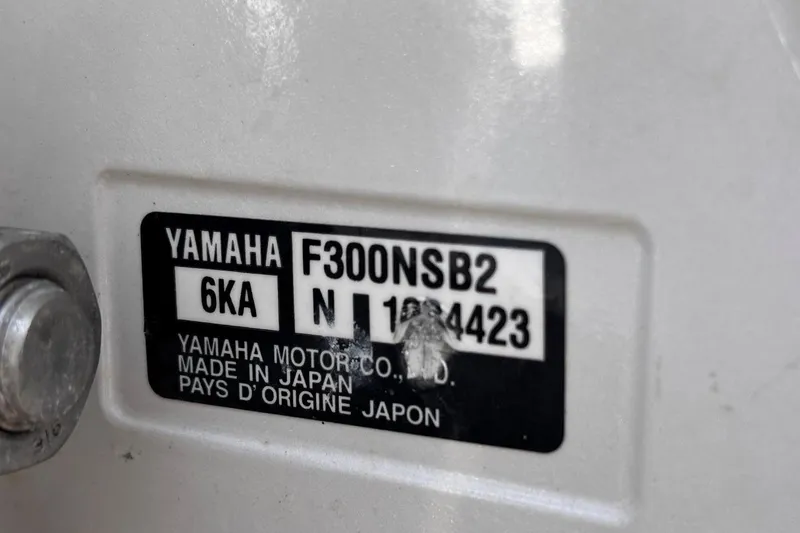 YAMAHA
F300NSB2
6KA
N
YAMAHA MOTOR CO.,
MADE IN JAPAN
PAYS D'ORIGINE JAPON